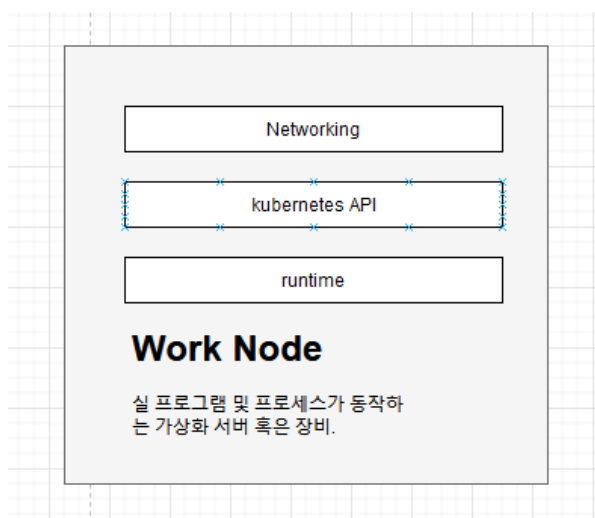 Networking
kubernetes API
runtime
Work Node
실 프로그램 및 프로세스가 동작하
는 가상화 서버 혹은 장비.